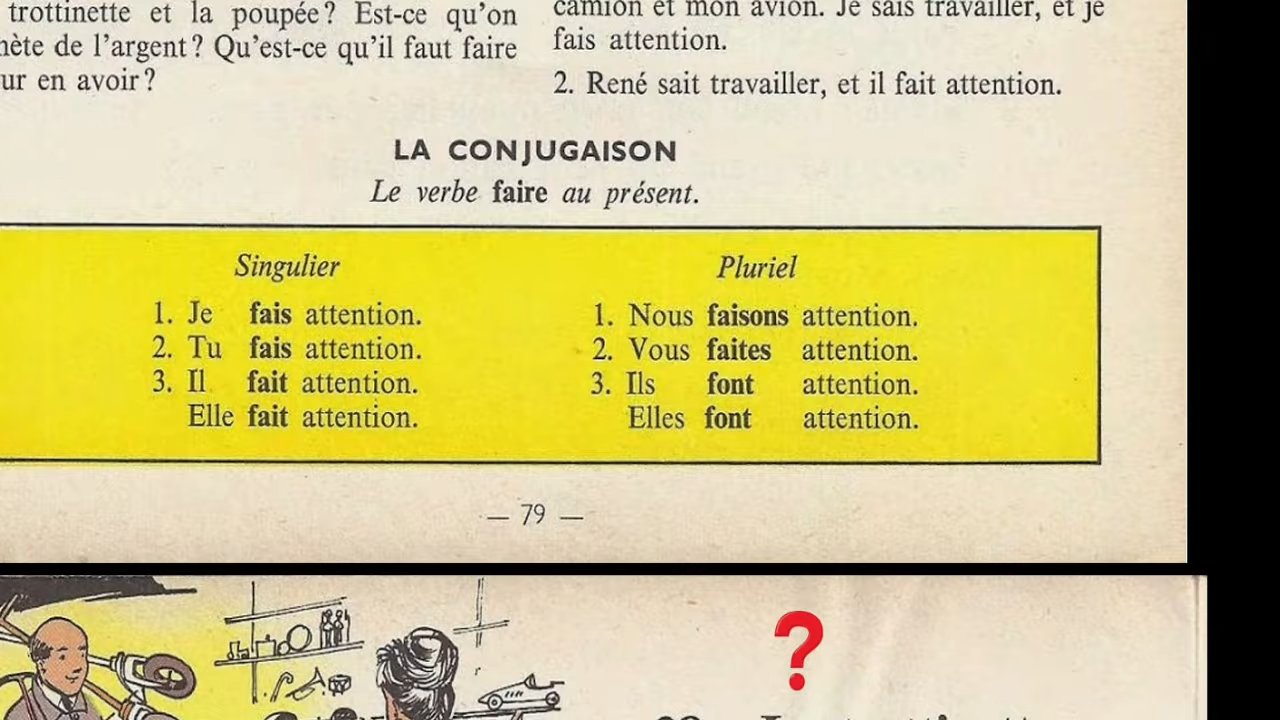 trottinette et la poupée? Est-ce qu'on
de l'argent? Qu'est-ce qu'il faut faire
en avoir?
camion et mon avion. Je sais travailler, et je
fais attention.
2. René sait travailler, et il fait attention.
LA CONJUGAISON
Le verbe faire au présent.
Singulier
1. Je fais attention.
2. Tu fais attention.
3. Il fait attention.
Elle fait attention.
Pluriel
1. Nous faisons attention.
2. Vous faites attention.
3. Ils font attention.
Elles font attention.
— 79 —
❓